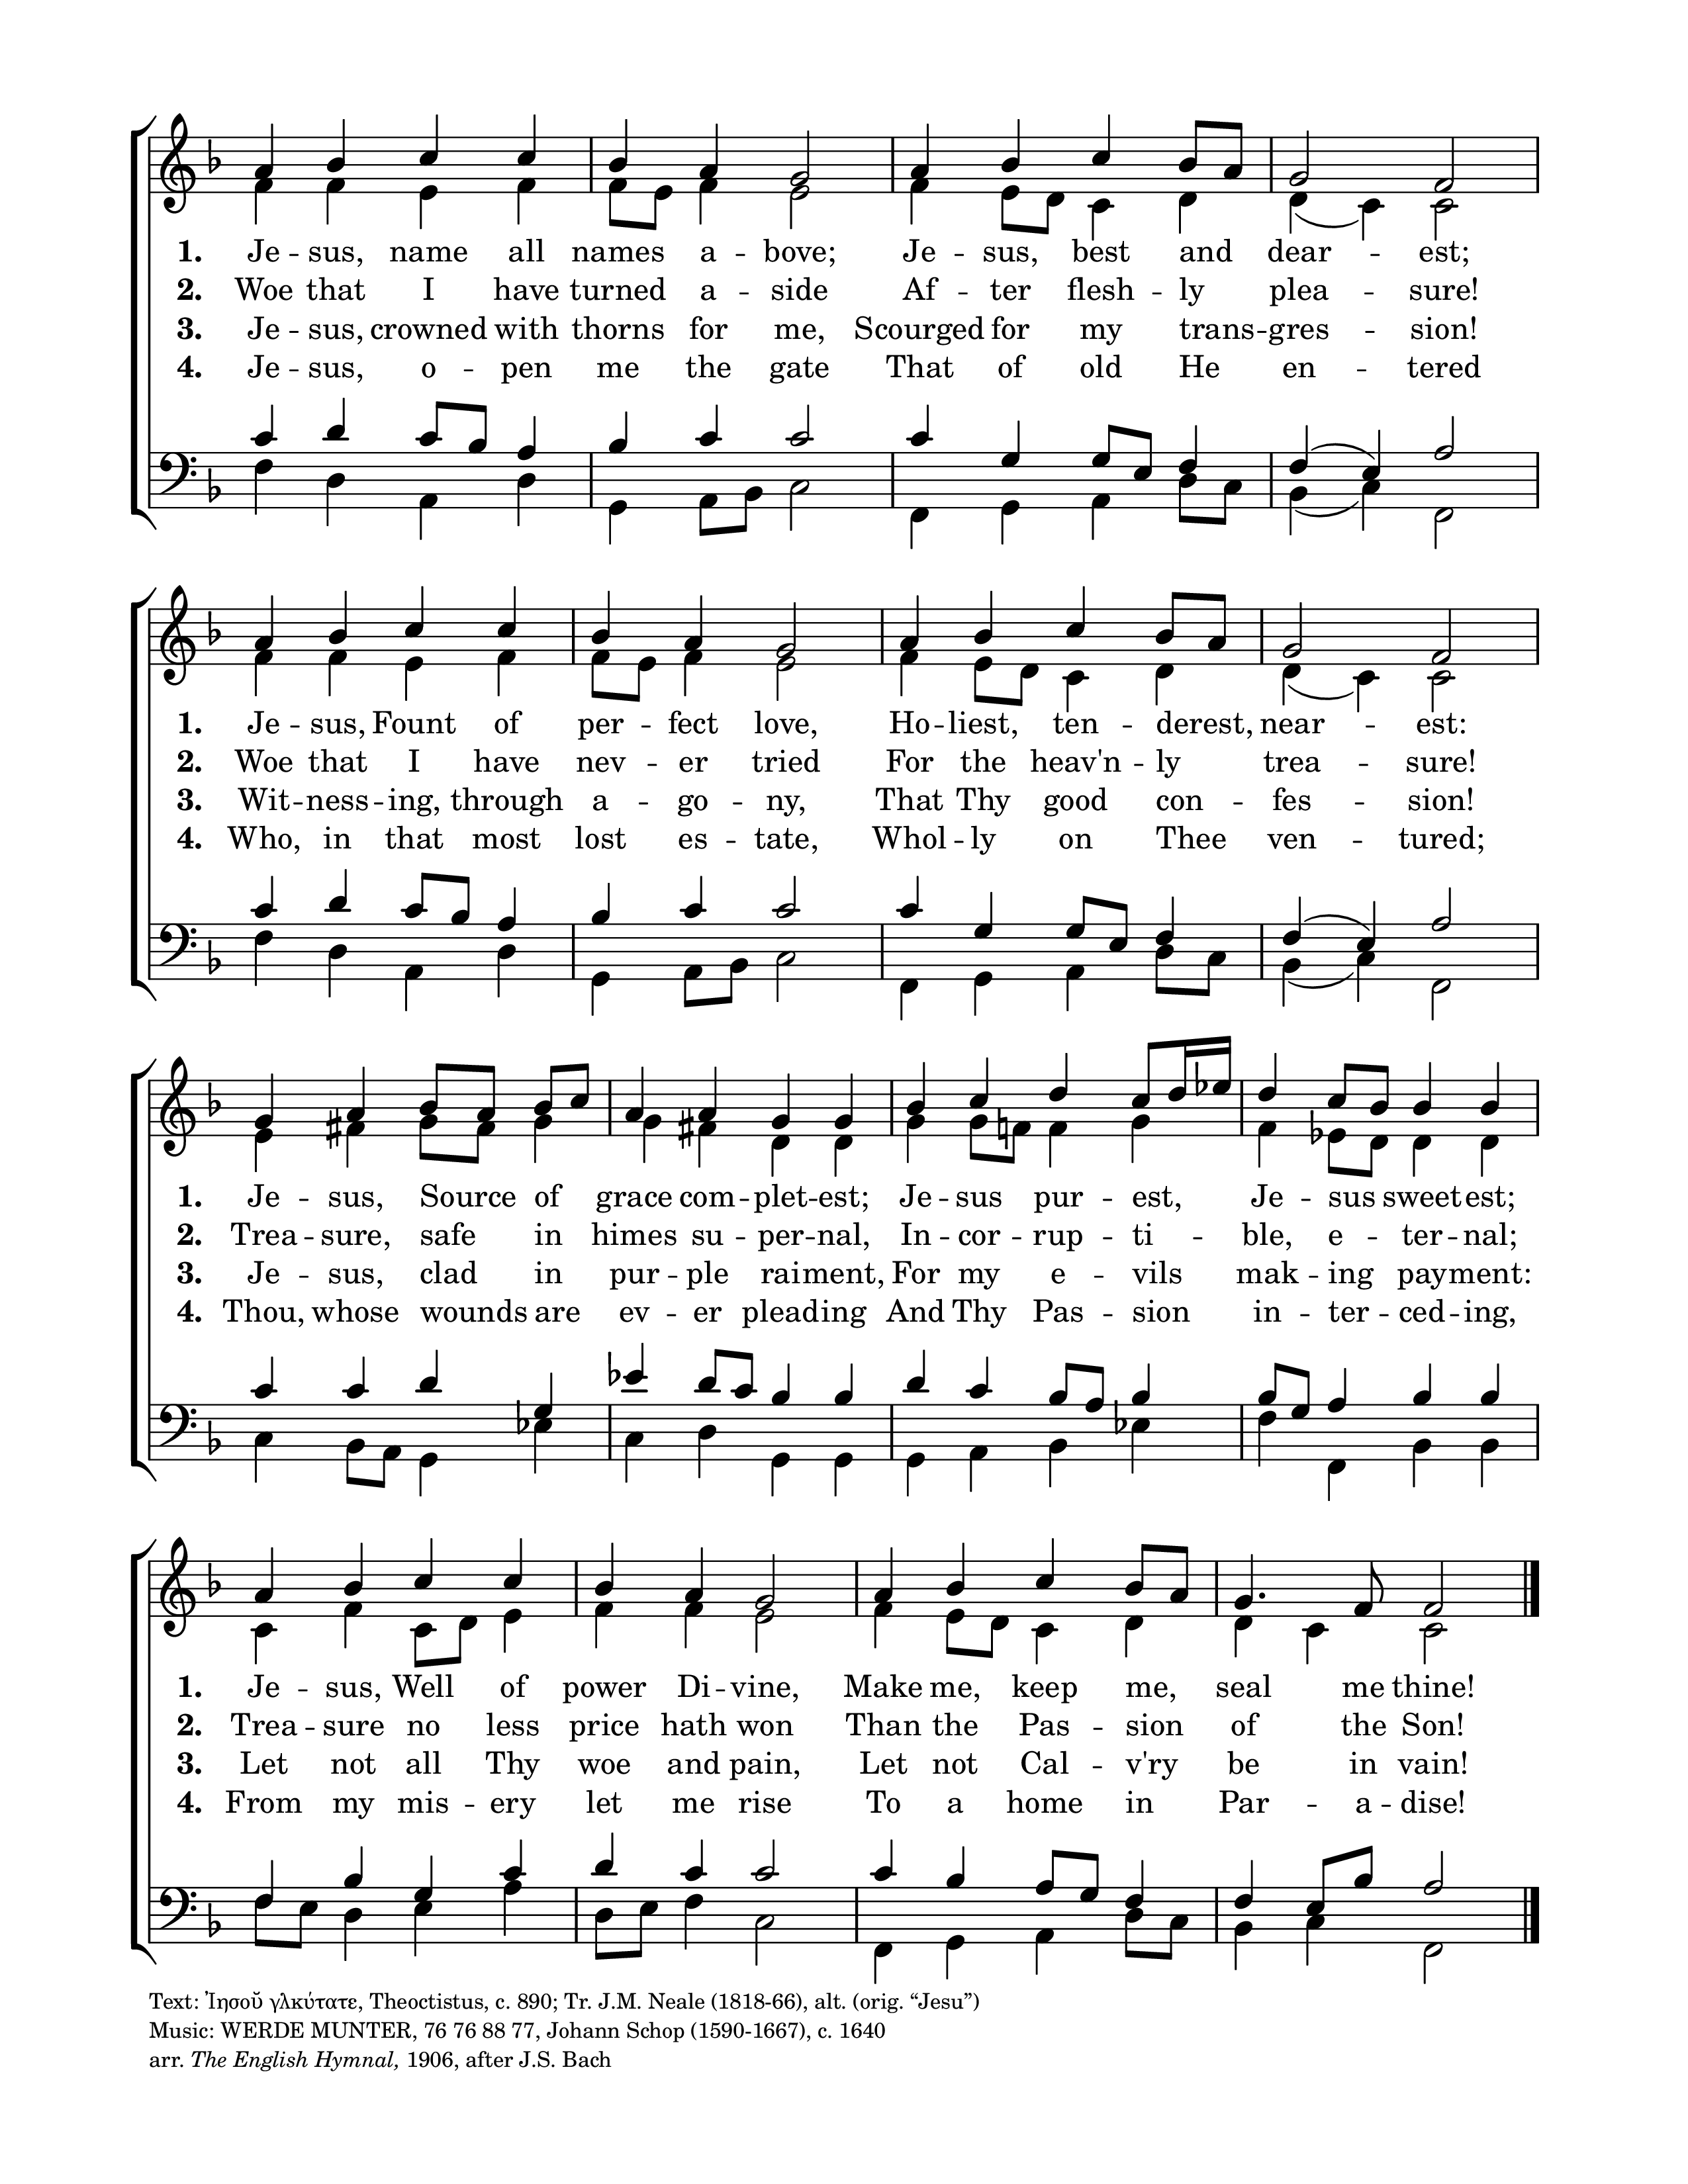 1. Je -- sus, name all names a -- bove; Je -- sus, best and dear -- est;
2. Woe that I have turned a -- side Af -- ter flesh -- ly plea -- sure!
3. Je -- sus, crowned with thorns for me, Scourged for my trans -- gres -- sion!
4. Je -- sus, o -- pen me the gate That of old He en -- tered
1. Je -- sus, Fount of per -- fect love, Ho -- liest, ten -- derest, near -- est:
2. Woe that I have nev -- er tried For the heav'n -- ly trea -- sure!
3. Wit -- ness -- ing, through a -- go -- ny, That Thy good con -- fes -- sion!
4. Who, in that most lost es -- tate, Whol -- ly on Thee ven -- tured;
1. Je -- sus, Source of grace com -- plet -- est; Je -- sus pur -- est, Je -- sus sweet -- est;
2. Trea -- sure, safe in himes su -- per -- nal, In -- cor -- rup -- ti -- ble, e -- ter -- nal;
3. Je -- sus, clad in pur -- ple rai -- ment, For my e -- vils mak -- ing pay -- ment:
4. Thou, whose wounds are ev -- er plead -- ing And Thy Pas -- sion in -- ter -- ced -- ing,
1. Je -- sus, Well of power Di -- vine, Make me, keep me, seal me thine!
2. Trea -- sure no less price hath won Than the Pas -- sion of the Son!
3. Let not all Thy woe and pain, Let not Cal -- v'ry be in vain!
4. From my mis -- ery let me rise To a home in Par -- a -- dise!
Text: Ἰησοῦ γλκύτατε, Theoctistus, c. 890; Tr. J.M. Neale (1818-66), alt. (orig. “Jesu”)
Music: WERDE MUNTER, 76 76 88 77, Johann Schop (1590-1667), c. 1640
arr. The English Hymnal, 1906, after J.S. Bach